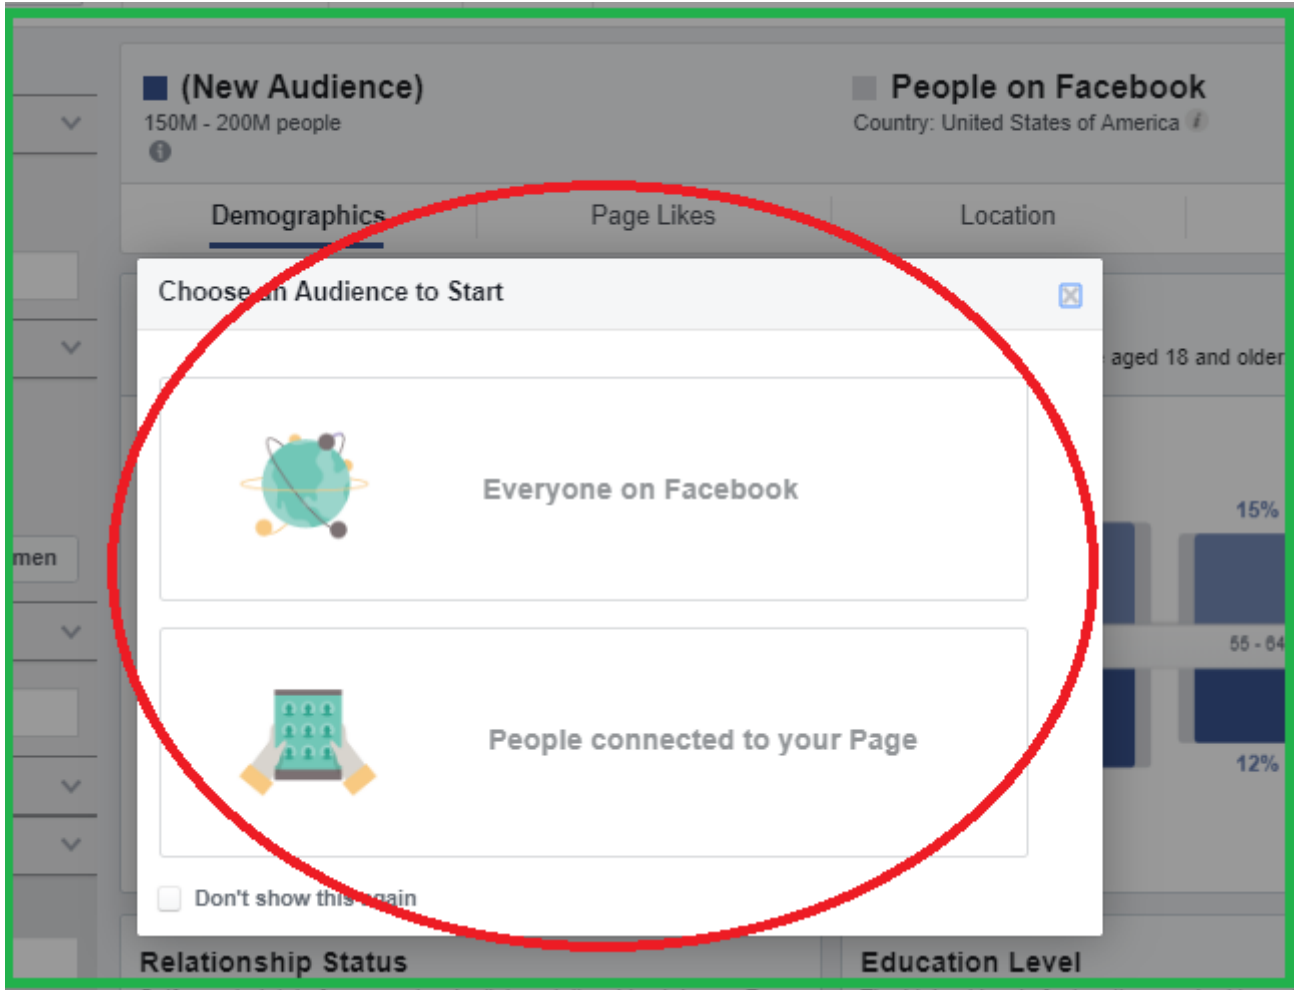 (New Audience)
150M - 200M people
People on Facebook
Country: United States of America
Demographics
Page Likes
Location
Choose an Audience to Start
aged 18 and older
Everyone on Facebook
15%
men
55 - 64
People connected to your Page
12%
Don't show this again
Relationship Status
Education Level